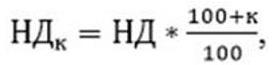 НДк = НД * (100+к)/100,